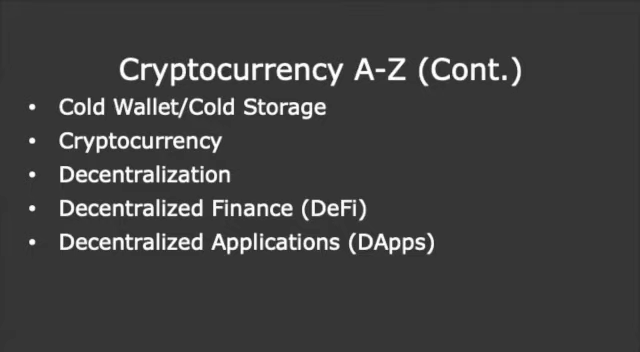 Cryptocurrency A-Z (Cont.)
• Cold Wallet/Cold Storage
• Cryptocurrency
• Decentralization
• Decentralized Finance (DeFi)
• Decentralized Applications (DApps)